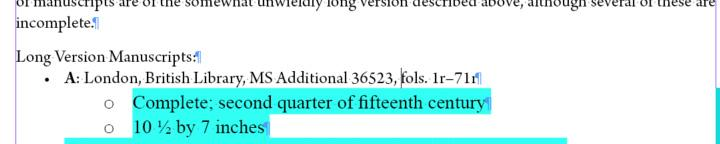 of manuscripts are of the somewhat unwieldly long version described above, although several of these are
incomplete.¶
Long Version Manuscripts:¶
• A: London, British Library, MS Additional 36523, fols. 1r–71r¶
○ Complete; second quarter of fifteenth century¶
○ 10 ½ by 7 inches¶